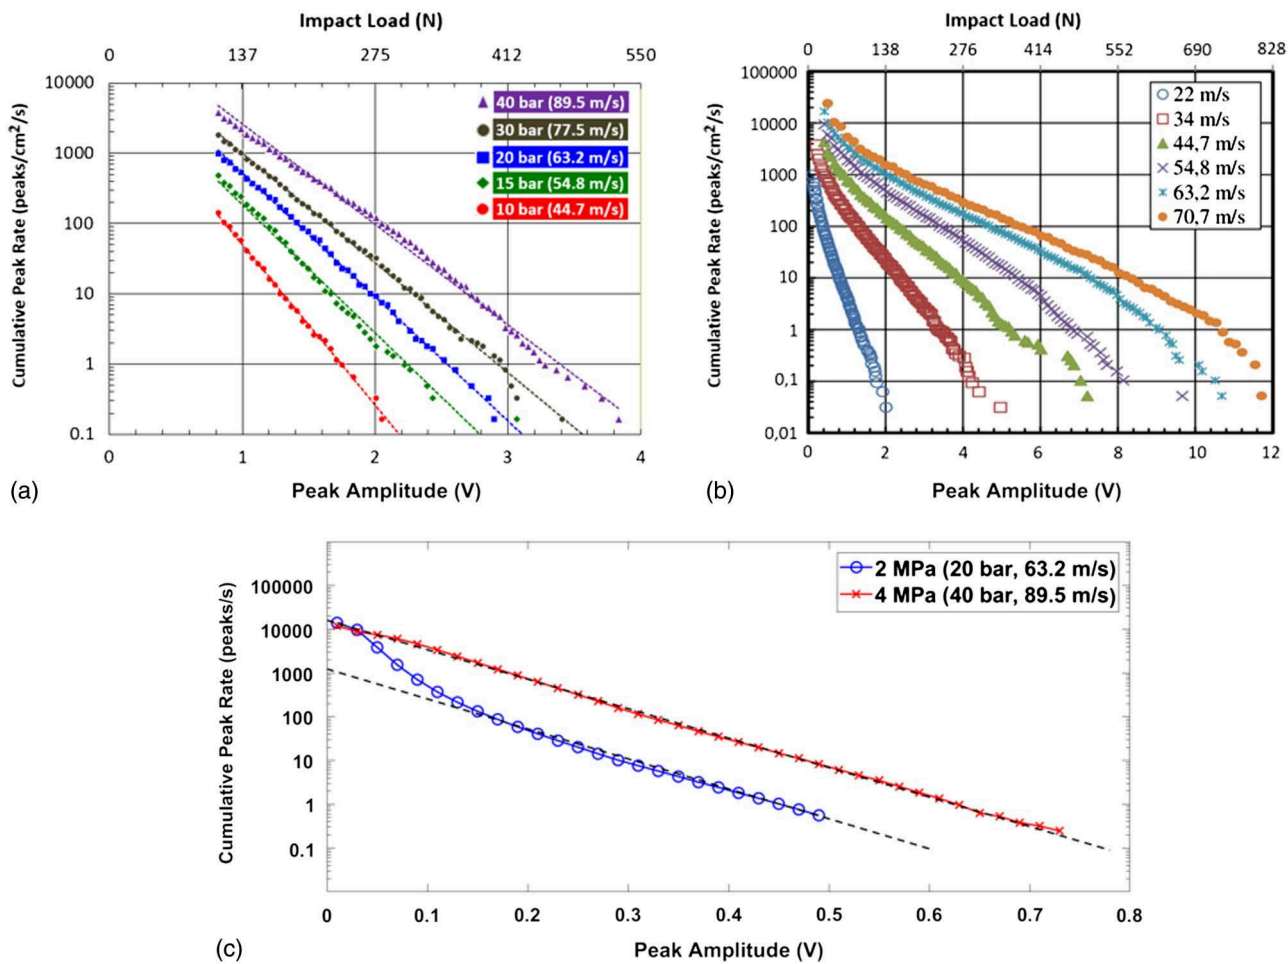 Impact Load (N)
0 137 275 412 550
Cumulative Peak Rate (peaks/cm²/s)
10000
1000
100
10
1
0.1
40 bar (89.5 m/s)
30 bar (77.5 m/s)
20 bar (63.2 m/s)
15 bar (54.8 m/s)
10 bar (44.7 m/s)
0 1 2 3 4
(a)
Peak Amplitude (V)
Impact Load (N)
0 138 276 414 552 690 828
Cumulative Peak Rate (peaks/cm²/s)
100000
10000
1000
100
10
1
0,1
0,01
22 m/s
34 m/s
44.7 m/s
54.8 m/s
63,2 m/s
70,7 m/s
0 2 4 6 8 10 12
(b)
Peak Amplitude (V)
Cumulative Peak Rate (peaks/s)
100000
10000
1000
100
10
1
0.1
2 MPa (20 bar, 63.2 m/s)
4 MPa (40 bar, 89.5 m/s)
0 0.1 0.2 0.3 0.4 0.5 0.6 0.7 0.8
(c)
Peak Amplitude (V)